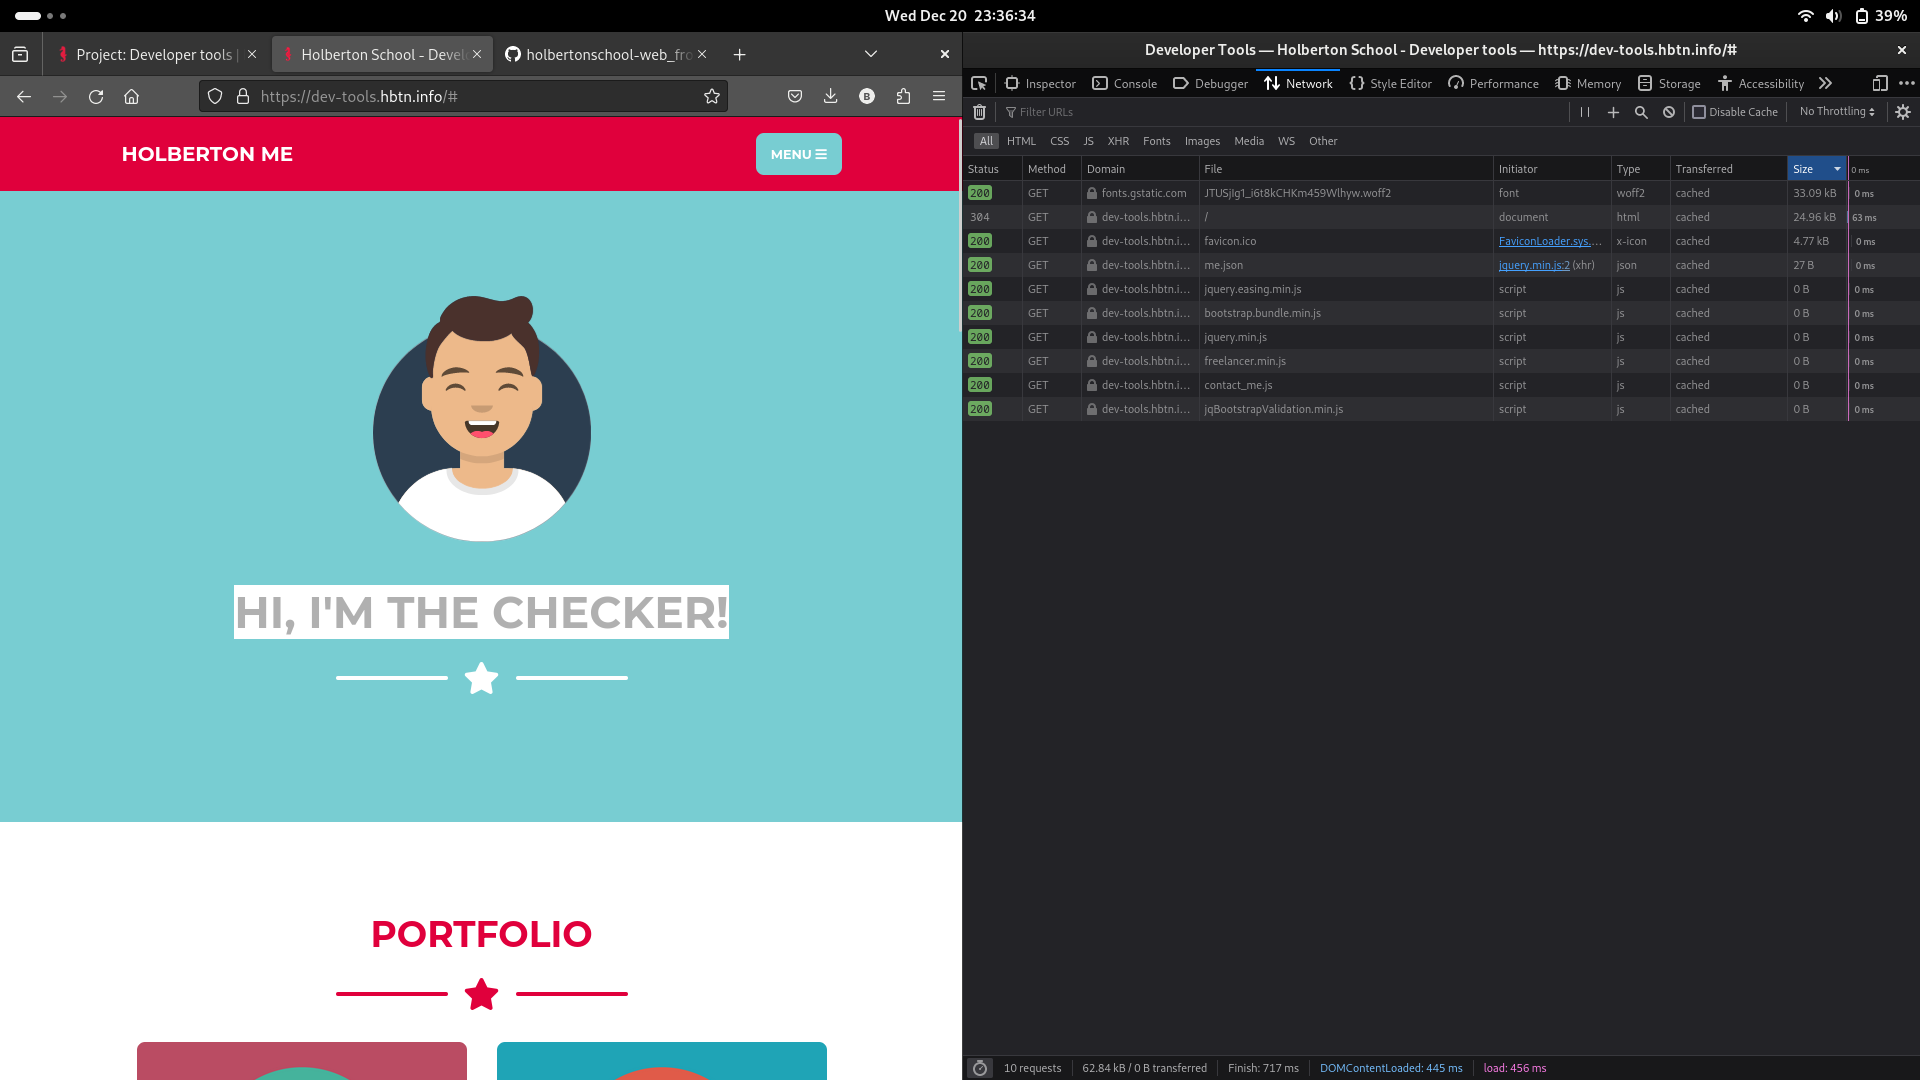 Wed Dec 20 23:36:34
39%
Project: Developer tools |
Holberton School - Devel
holbertonschool-web_fro
https://dev-tools.hbtn.info/#
HOLBERTON ME
MENU
HI, I'M THE CHECKER!
PORTFOLIO
Developer Tools — Holberton School - Developer tools — https://dev-tools.hbtn.info/#
Inspector Console Debugger Network Style Editor Performance Memory Storage Accessibility
Filter URLs Disable Cache No Throttling
All HTML CSS JS XHR Fonts Images Media WS Other
Status Method Domain File Initiator Type Transferred Size 0 ms
200 GET fonts.gstatic.com JTUSjIg1_i6t8kCHKm459Wlhyw.woff2 font woff2 cached 33.09 kB 0 ms
304 GET dev-tools.hbtn.i… / document html cached 24.96 kB 63 ms
200 GET dev-tools.hbtn.i… favicon.ico FaviconLoader.sys.… x-icon cached 4.77 kB 0 ms
200 GET dev-tools.hbtn.i… me.json jquery.min.js:2 (xhr) json cached 27 B 0 ms
200 GET dev-tools.hbtn.i… jquery.easing.min.js script js cached 0 B 0 ms
200 GET dev-tools.hbtn.i… bootstrap.bundle.min.js script js cached 0 B 0 ms
200 GET dev-tools.hbtn.i… jquery.min.js script js cached 0 B 0 ms
200 GET dev-tools.hbtn.i… freelancer.min.js script js cached 0 B 0 ms
200 GET dev-tools.hbtn.i… contact_me.js script js cached 0 B 0 ms
200 GET dev-tools.hbtn.i… jqBootstrapValidation.min.js script js cached 0 B 0 ms
10 requests 62.84 kB / 0 B transferred Finish: 717 ms DOMContentLoaded: 445 ms load: 456 ms